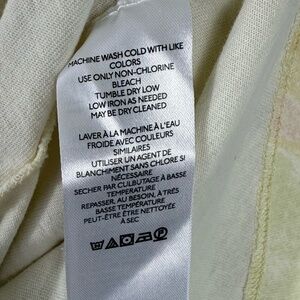 MACHINE WASH COLD WITH LIKE
COLORS
USE ONLY NON-CHLORINE
BLEACH
TUMBLE DRY LOW
LOW IRON AS NEEDED
MAY BE DRY CLEANED
LAVER À LA MACHINE À L'EAU
FROIDE AVEC COULEURS
SIMILAIRES
UTILISER UN AGENT DE
BLANCHIMENT SANS CHLORE SI
NÉCESSAIRE
SECHER PAR CULBUTAGE À BASSE
TEMPÉRATURE
REPASSER, AU BESOIN, À TRÈS
BASSE TEMPÉRATURE
PEUT-ÊTRE ÊTRE NETTOYÉE
À SEC